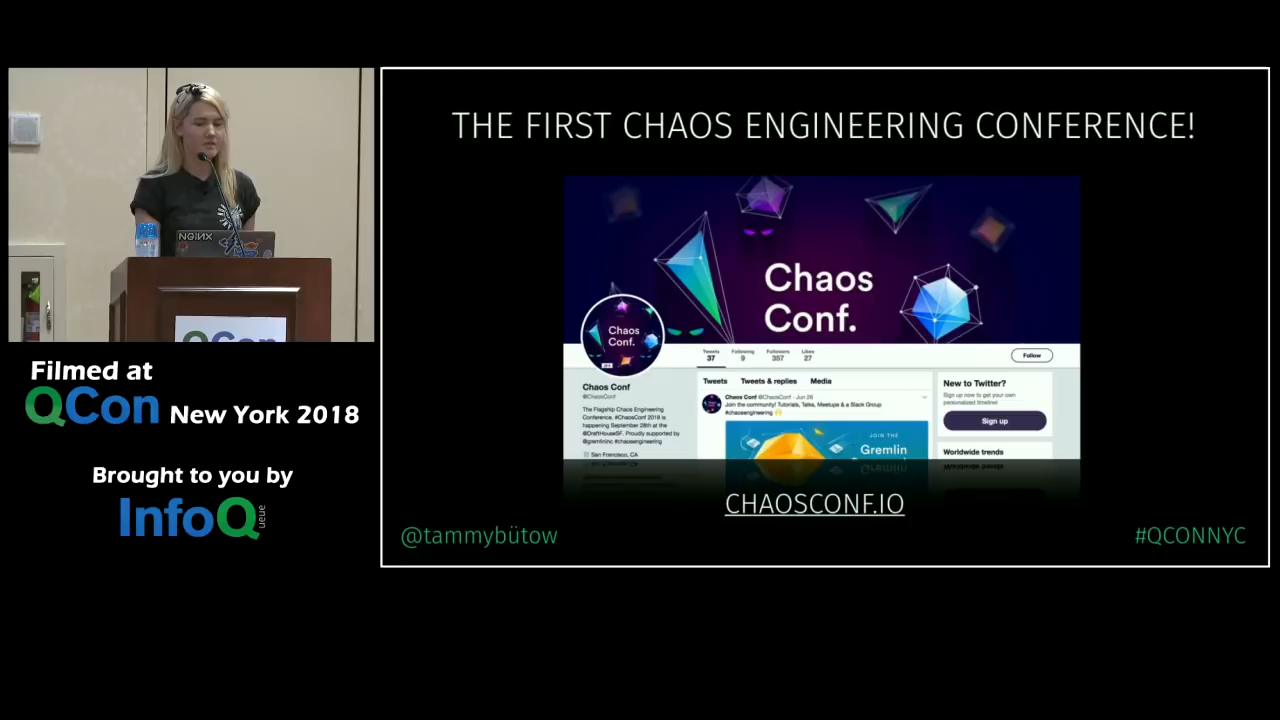 NGINX
QCon
Filmed at
QCon New York 2018
Brought to you by
InfoQ
ueue
THE FIRST CHAOS ENGINEERING CONFERENCE!
Chaos
Conf.
Chaos
Conf.
Tweets Following Followers Likes
37 9 357 27
Follow
Chaos Conf
@ChaosConf
The Flagship Chaos Engineering
Conference. #ChaosConf 2018 is
happening September 28th at the
@DraftHouseSF. Proudly supported by
@gremlininc #chaosengineering
San Francisco, CA
Tweets Tweets & replies Media
Chaos Conf @ChaosConf · Jun 26
Join the community! Tutorials, Talks, Meetups & a Slack Group
#chaosengineering
JOIN THE
Gremlin
New to Twitter?
Sign up now to get your own
personalized timeline!
Sign up
Worldwide trends
CHAOSCONF.IO
@tammybütow
#QCONNYC